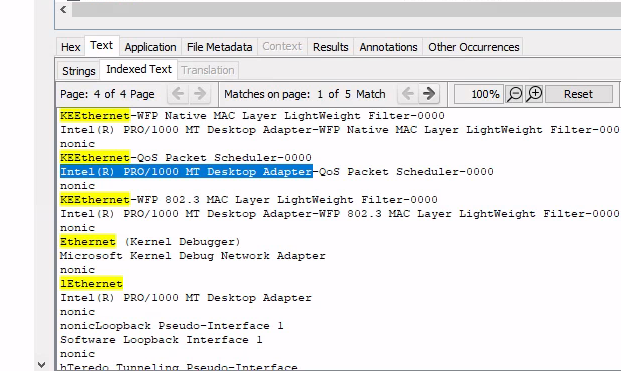 Hex Text Application File Metadata Context Results Annotations Other Occurrences
Strings Indexed Text Translation
Page: 4 of 4 Page Matches on page: 1 of 5 Match 100% Reset
KEEthernet-WFP Native MAC Layer LightWeight Filter-0000
Intel(R) PRO/1000 MT Desktop Adapter-WFP Native MAC Layer LightWeight Filter-000
nonic
KEEthernet-QoS Packet Scheduler-0000
Intel(R) PRO/1000 MT Desktop Adapter-QoS Packet Scheduler-0000
nonic
KEEthernet-WFP 802.3 MAC Layer LightWeight Filter-0000
Intel(R) PRO/1000 MT Desktop Adapter-WFP 802.3 MAC Layer LightWeight Filter-0000
nonic
Ethernet (Kernel Debugger)
Microsoft Kernel Debug Network Adapter
nonic
lEthernet
Intel(R) PRO/1000 MT Desktop Adapter
nonic
nonicLoopback Pseudo-Interface 1
Software Loopback Interface 1
nonic
hTeredo Tunneling Pseudo-Interface